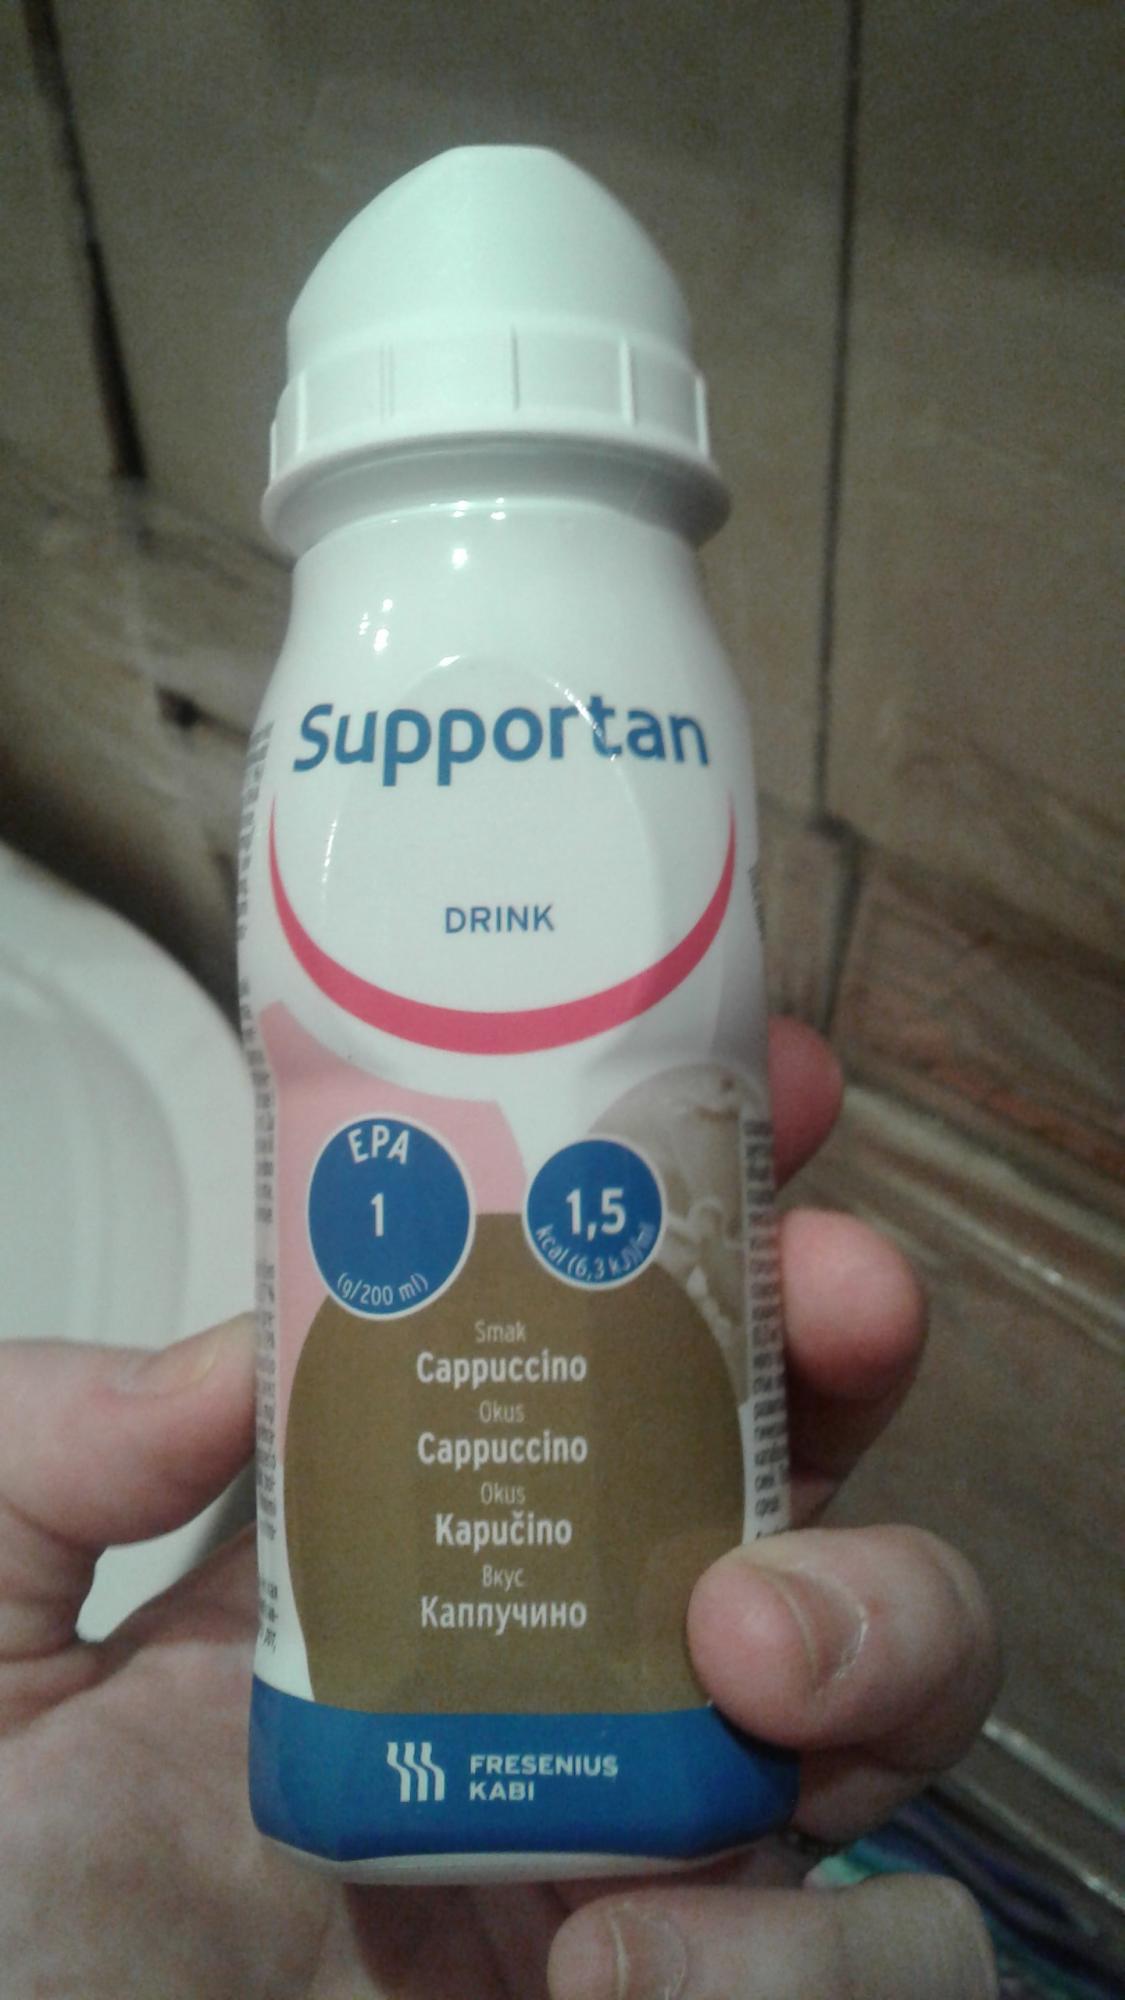 Supportan
DRINK
EPA
1
(g/200 ml)
1,5
kcal (6,3 kJ)/ml
Smak
Cappuccino
Okus
Cappuccino
Okus
Kapučino
Вкус
Каппучино
FRESENIUS
KABI